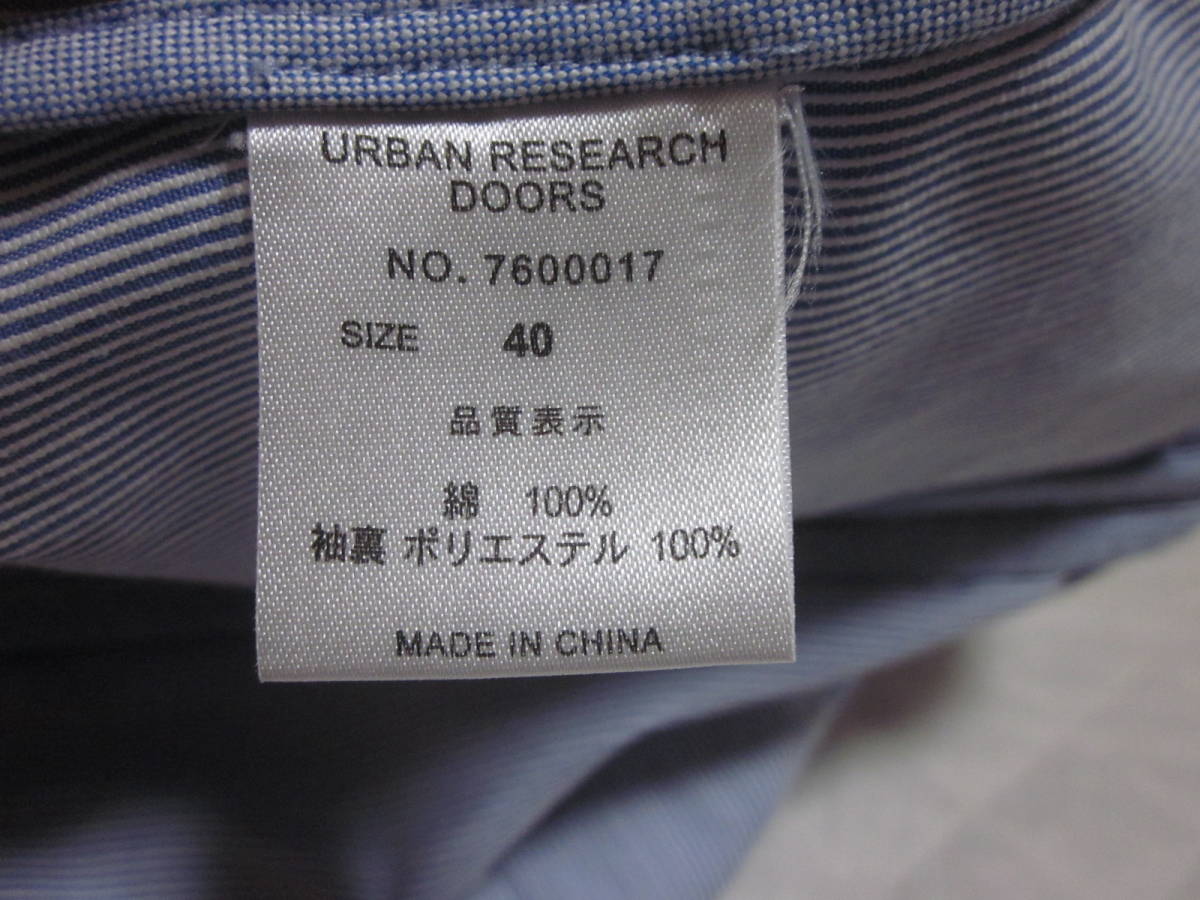 URBAN RESEARCH
DOORS
NO. 7600017
SIZE 40
品質表示
綿 100%
袖裏 ポリエステル 100%
MADE IN CHINA